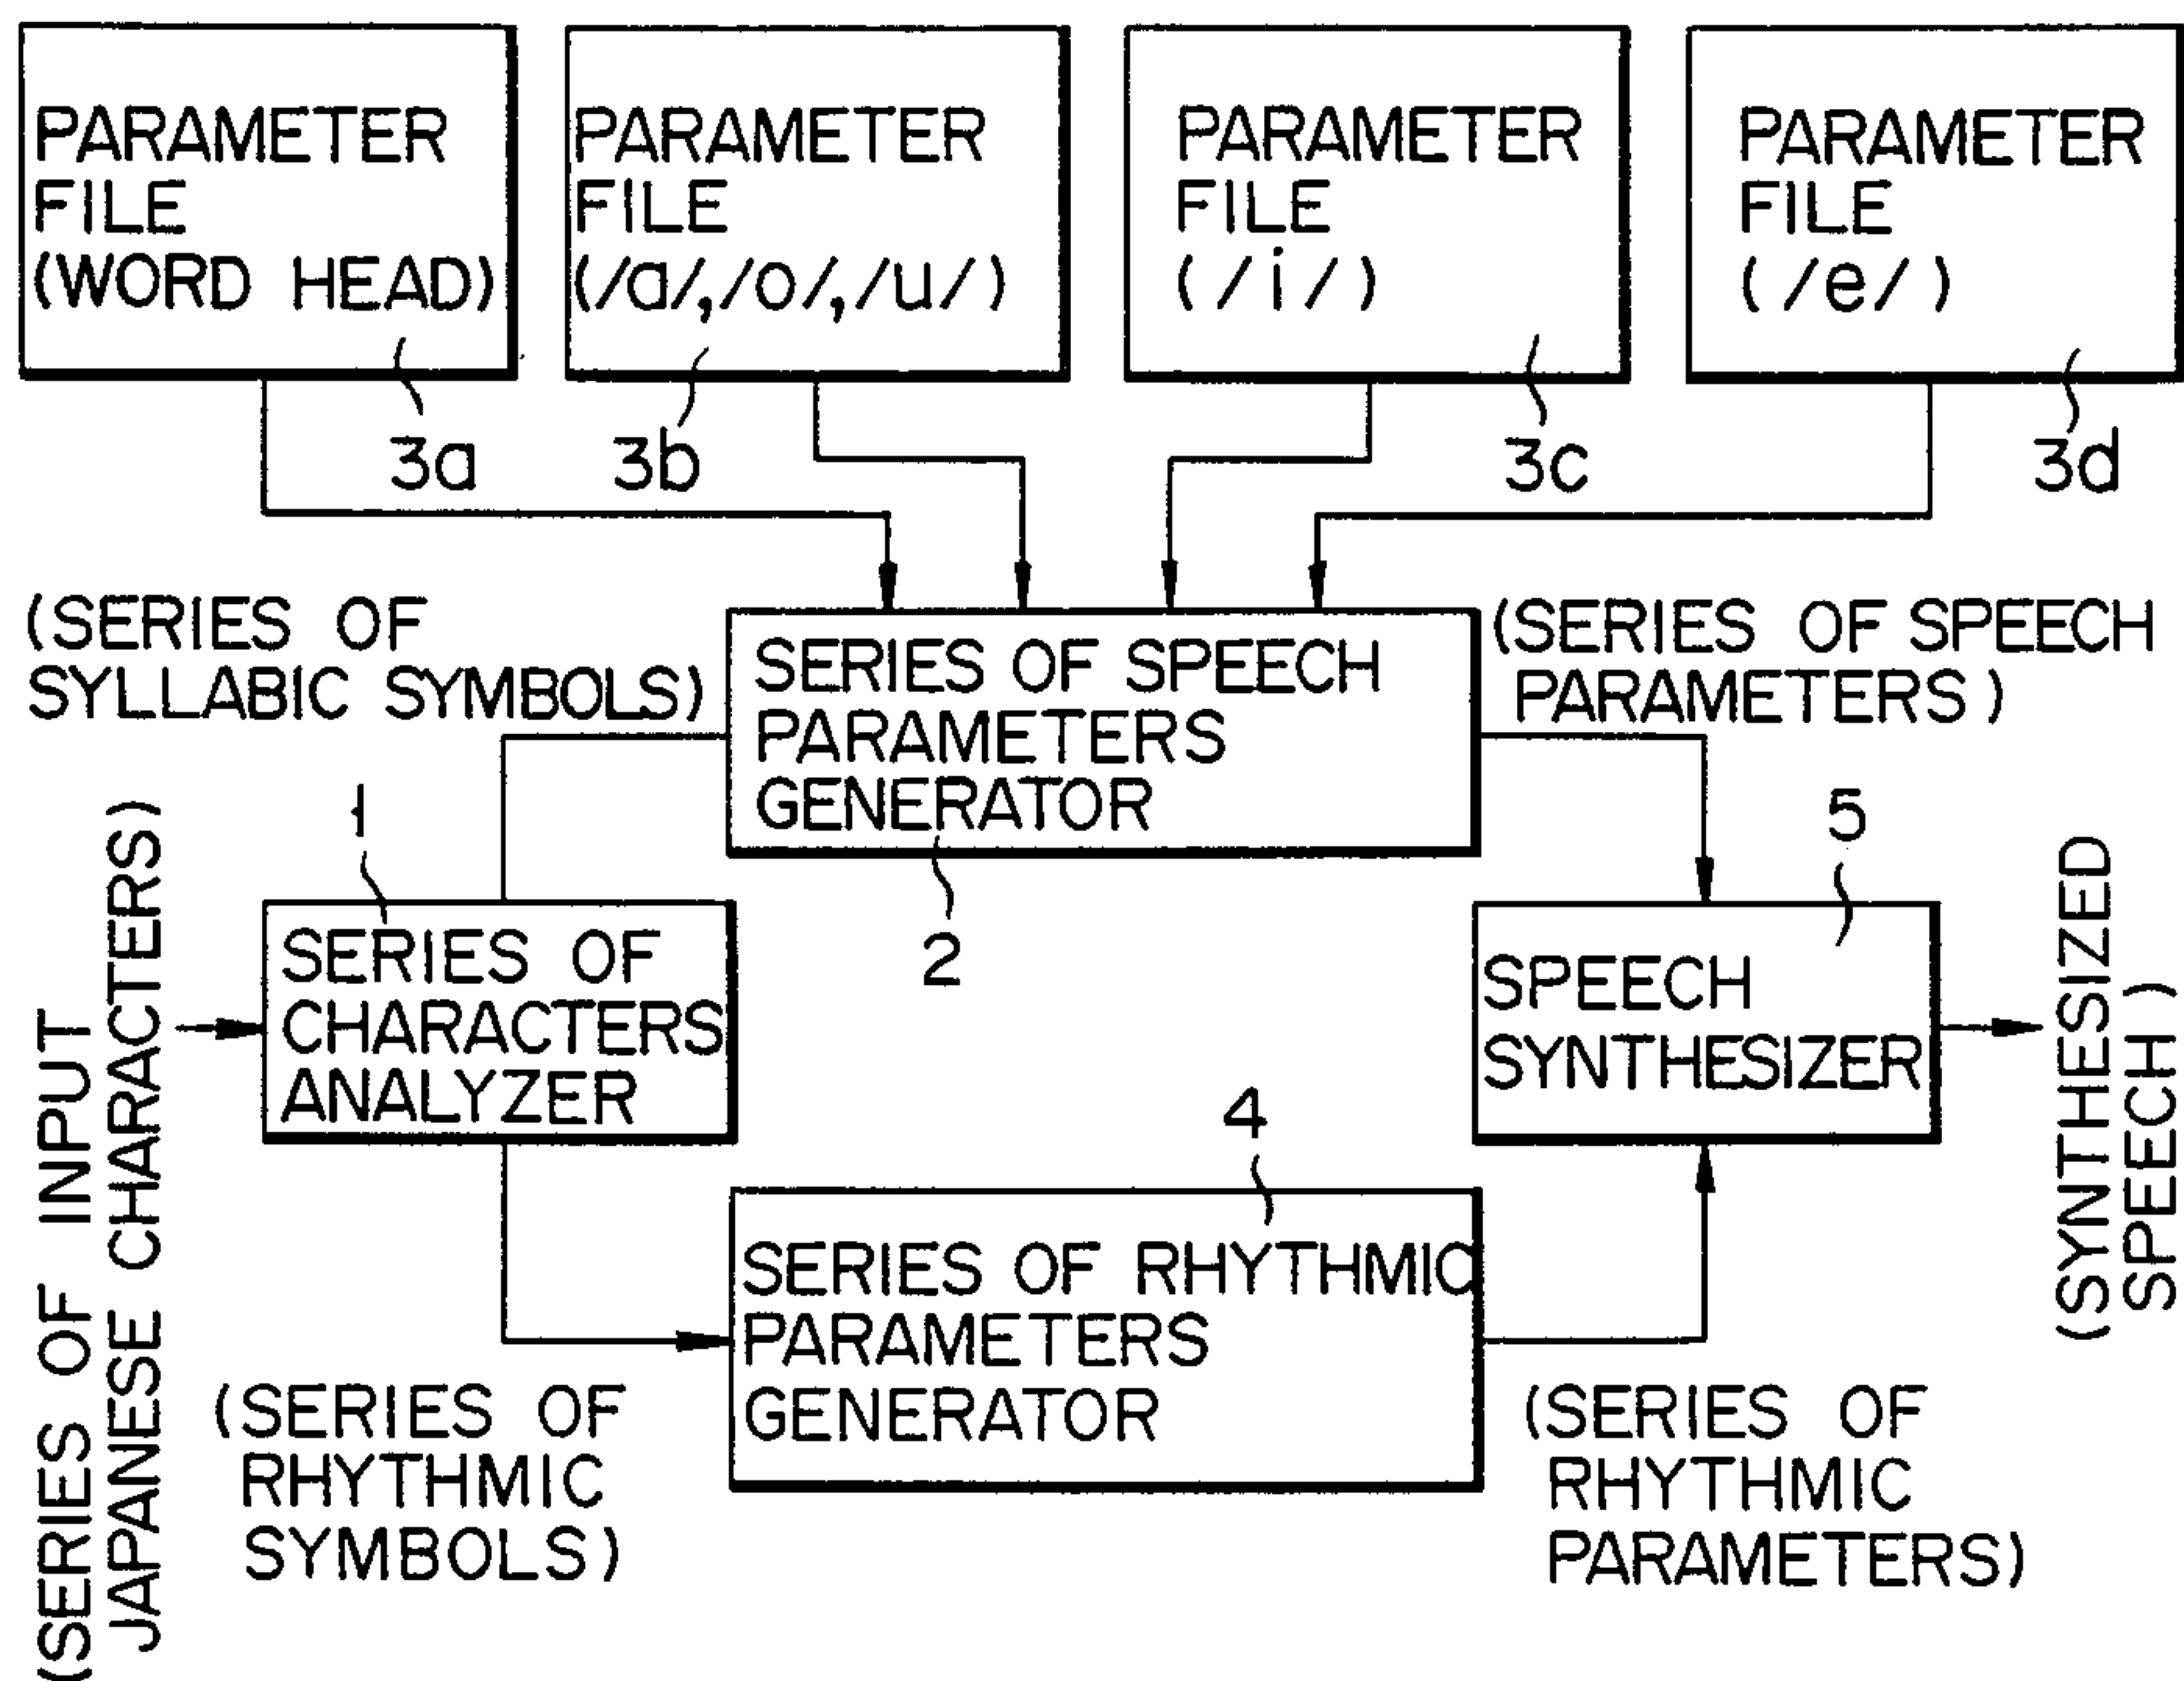 PARAMETER
FILE
(WORD HEAD)
3a
PARAMETER
FILE
(/a/,/o/,/u/)
3b
PARAMETER
FILE
(/i/)
3c
PARAMETER
FILE
(/e/)
3d
(SERIES OF
SYLLABIC SYMBOLS)
SERIES OF SPEECH
PARAMETERS
GENERATOR
2
(SERIES OF SPEECH
PARAMETERS)
(SERIES OF INPUT
JAPANESE CHARACTERS)
1
SERIES OF
CHARACTERS
ANALYZER
5
SPEECH
SYNTHESIZER
(SYNTHESIZED
SPEECH)
4
SERIES OF RHYTHMIC
PARAMETERS
GENERATOR
(SERIES OF
RHYTHMIC
SYMBOLS)
(SERIES OF
RHYTHMIC
PARAMETERS)